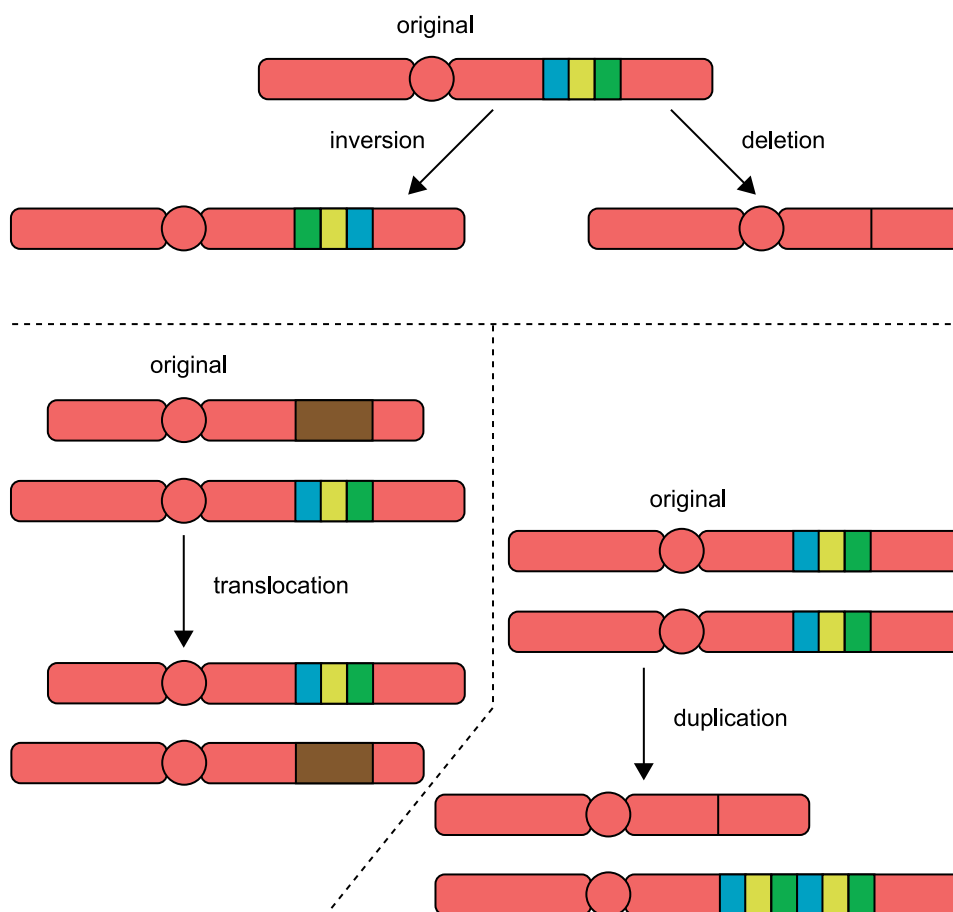 original
inversion
deletion
original
translocation
original
duplication